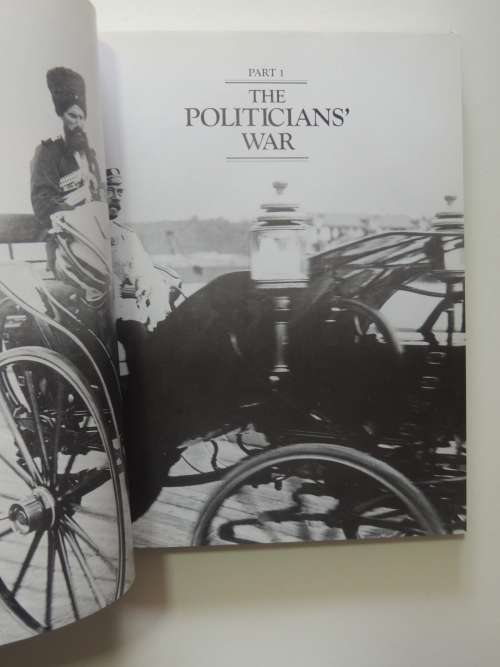 PART 1
THE
POLITICIANS'
WAR